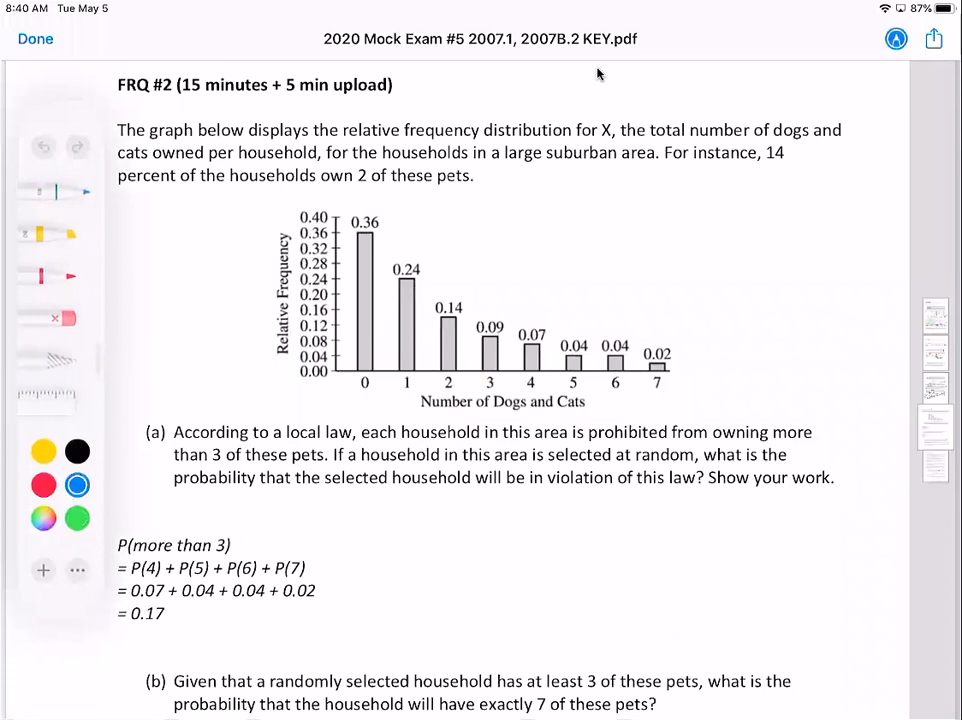 8:40 AM Tue May 5
87%
Done
2020 Mock Exam #5 2007.1, 2007B.2 KEY.pdf
FRQ #2 (15 minutes + 5 min upload)
The graph below displays the relative frequency distribution for X, the total number of dogs and
cats owned per household, for the households in a large suburban area. For instance, 14
percent of the households own 2 of these pets.
Relative Frequency
0.40
0.36
0.32
0.28
0.24
0.20
0.16
0.12
0.08
0.04
0.00
0.36
0.24
0.14
0.09
0.07
0.04
0.04
0.02
0 1 2 3 4 5 6 7
Number of Dogs and Cats
(a) According to a local law, each household in this area is prohibited from owning more
than 3 of these pets. If a household in this area is selected at random, what is the
probability that the selected household will be in violation of this law? Show your work.
P(more than 3)
= P(4) + P(5) + P(6) + P(7)
= 0.07 + 0.04 + 0.04 + 0.02
= 0.17
(b) Given that a randomly selected household has at least 3 of these pets, what is the
probability that the household will have exactly 7 of these pets?